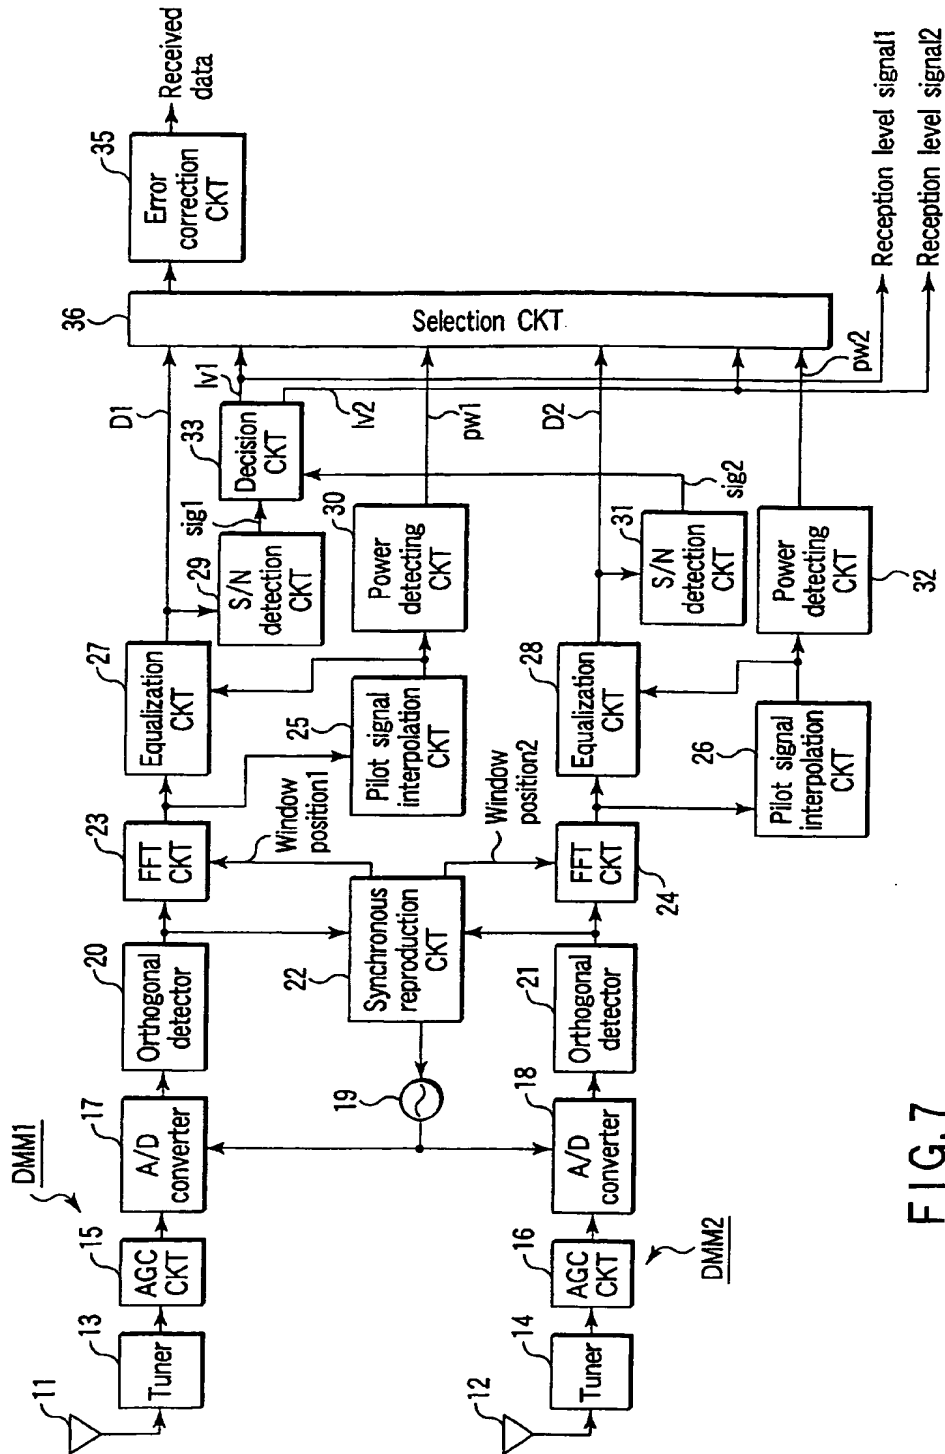 11
13
Tuner
15
AGC
CKT
DMM1
17
A/D
converter
20
Orthogonal
detector
23
FFT
CKT
27
Equalization
CKT
29
S/N
detection
CKT
sig1
33
Decision
CKT
D1
lv1
lv2
36
Selection CKT
35
Error
correction
CKT
Received
data
19
22
Synchronous
reproduction
CKT
Window
position1
25
Pilot signal
interpolation
CKT
30
Power
detecting
CKT
pw1
Window
position2
12
14
Tuner
16
AGC
CKT
DMM2
18
A/D
converter
21
Orthogonal
detector
24
FFT
CKT
28
Equalization
CKT
31
S/N
detection
CKT
sig2
D2
26
Pilot signal
interpolation
CKT
32
Power
detecting
CKT
pw2
Reception level signal1
Reception level signal2
FIG. 7